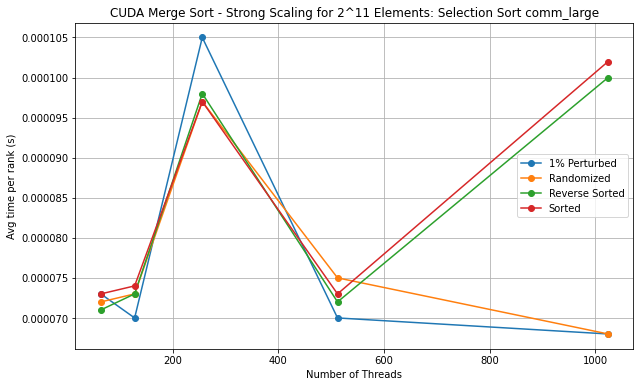 CUDA Merge Sort - Strong Scaling for 2^11 Elements: Selection Sort comm_large
Avg time per rank (s)
0.000105
0.000100
0.000095
0.000090
0.000085
0.000080
0.000075
0.000070
1% Perturbed
Randomized
Reverse Sorted
Sorted
200 400 600 800 1000
Number of Threads